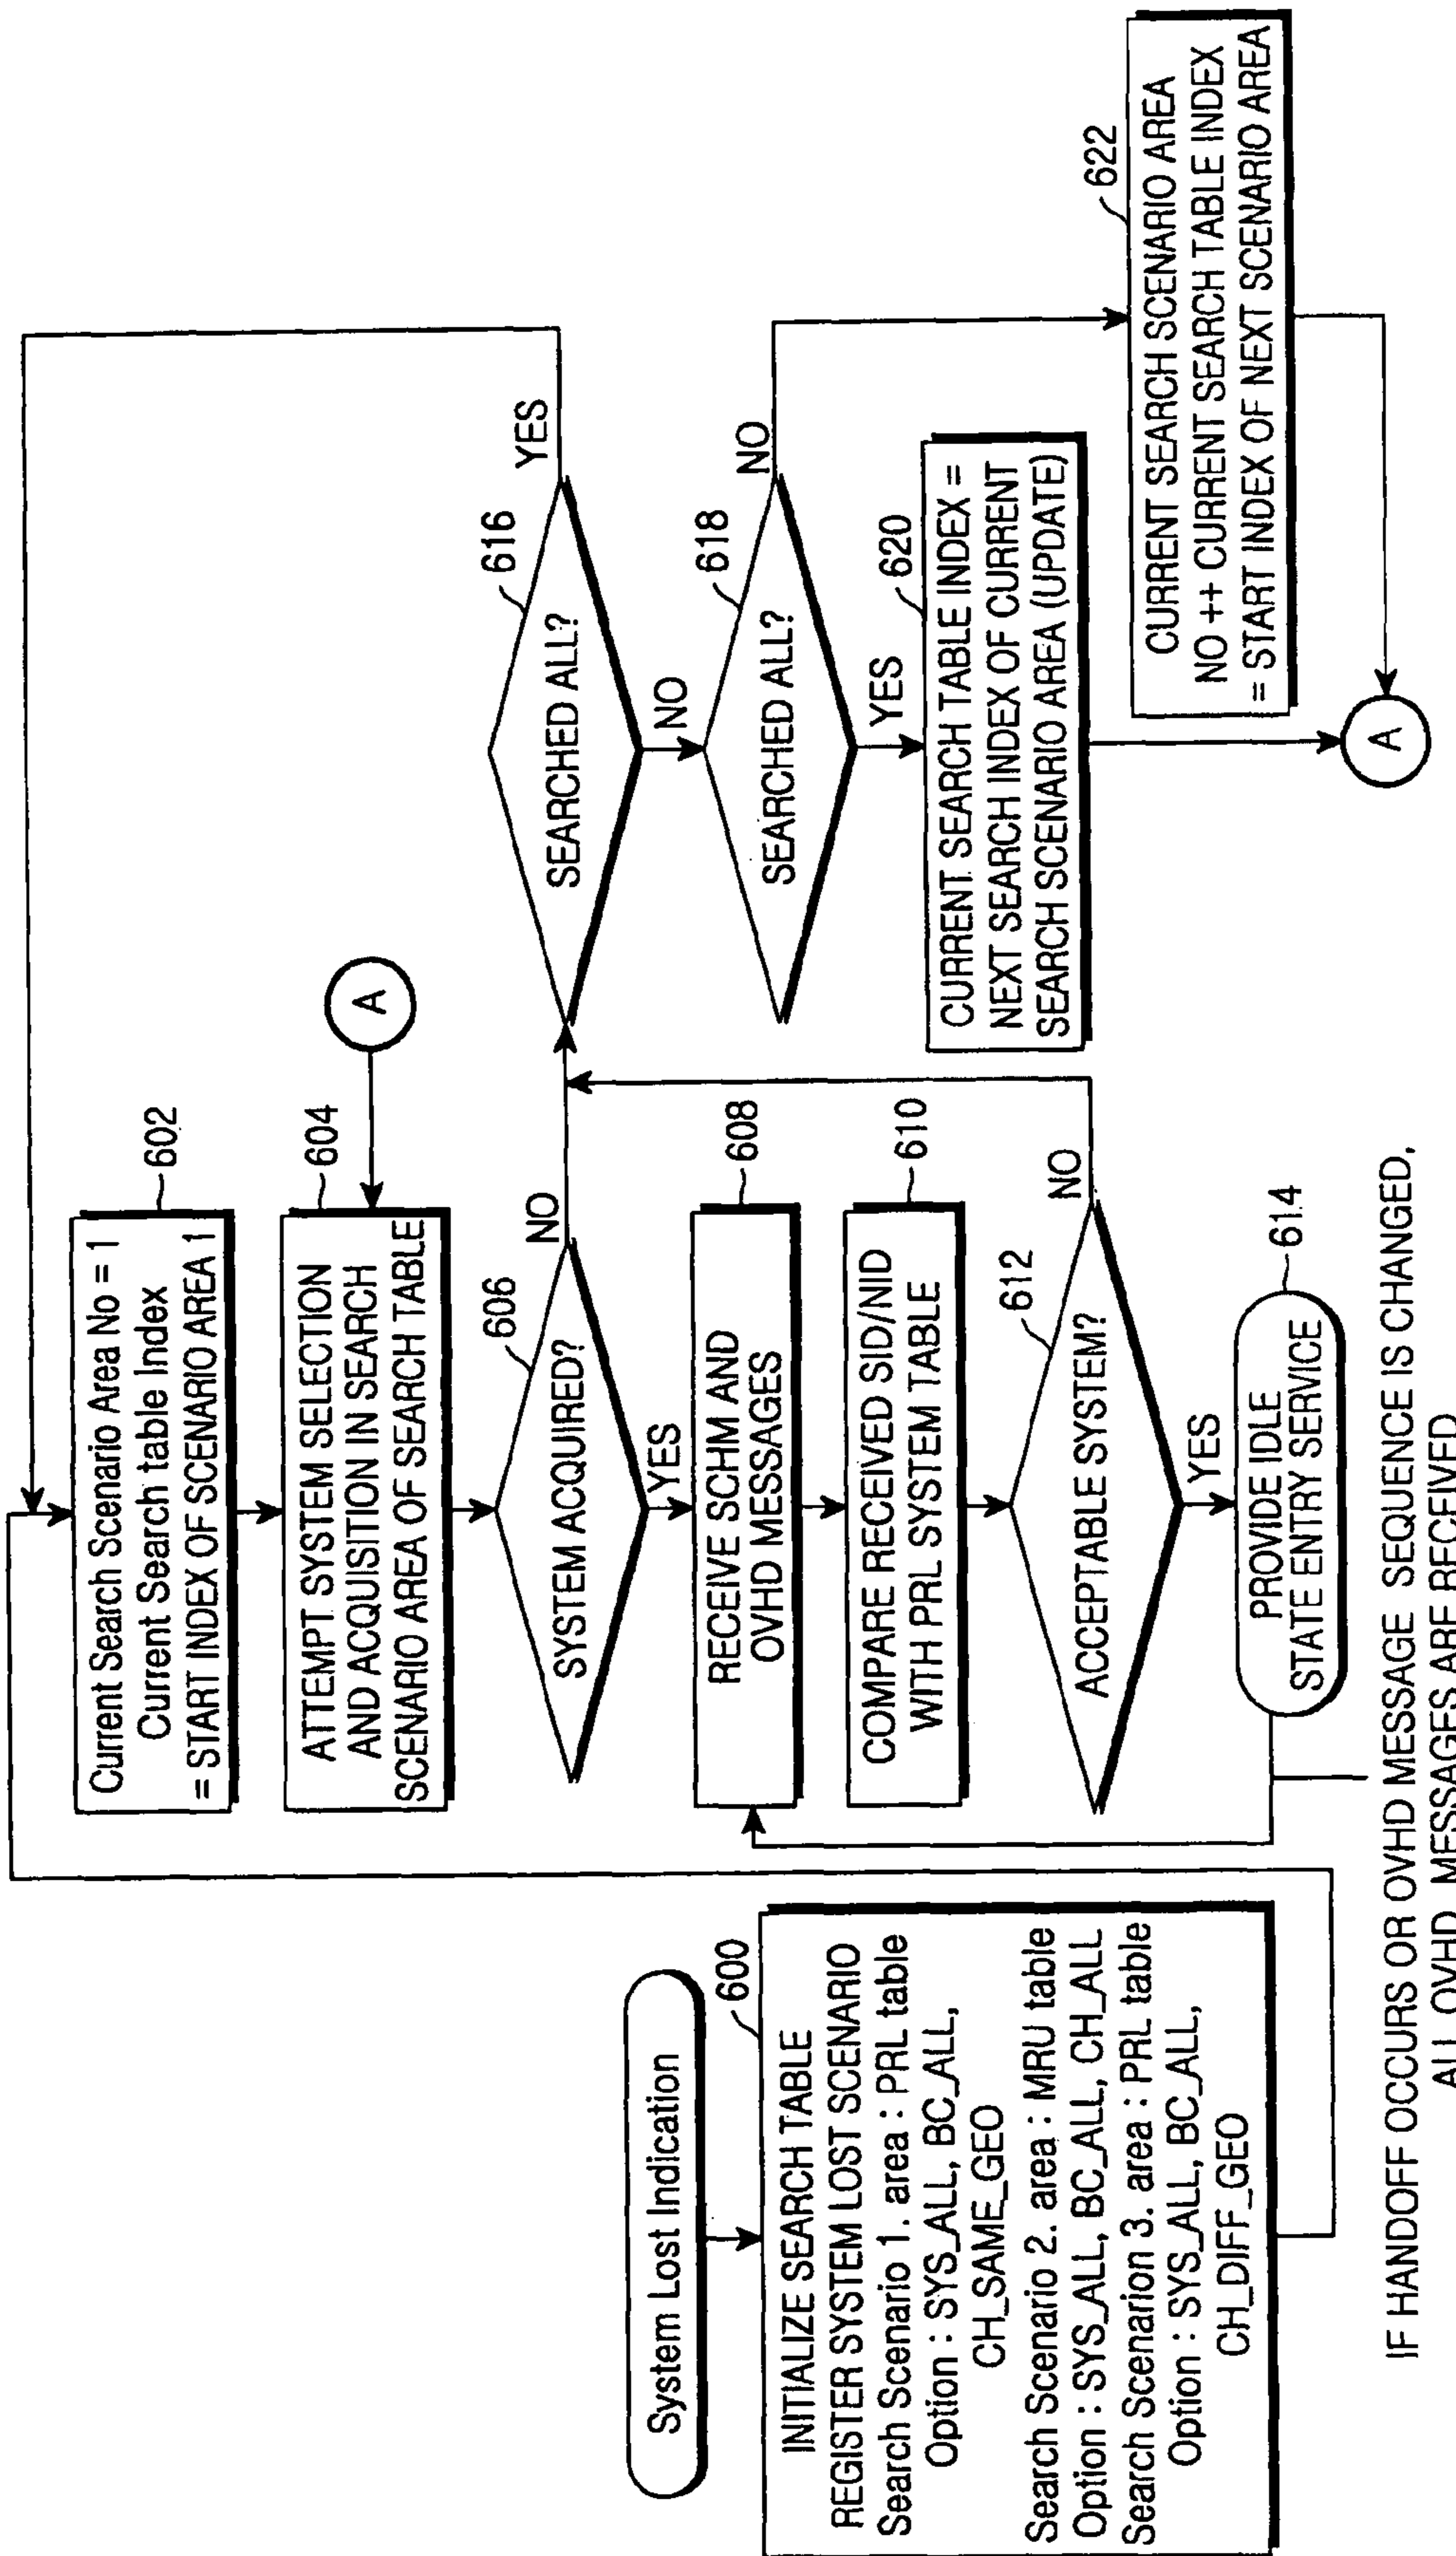 System Lost Indication
600
INITIALIZE SEARCH TABLE
REGISTER SYSTEM LOST SCENARIO
Search Scenario 1. area : PRL table
Option : SYS_ALL, BC_ALL,
CH_SAME_GEO
Search Scenario 2. area : MRU table
Option : SYS_ALL, BC_ALL, CH_ALL
Search Scenarion 3. area : PRL table
Option : SYS_ALL, BC_ALL,
CH_DIFF_GEO
602
Current Search Scenario Area No = 1
Current Search table Index
= START INDEX OF SCENARIO AREA 1
604
ATTEMPT SYSTEM SELECTION
AND ACQUISITION IN SEARCH
SCENARIO AREA OF SEARCH TABLE
A
606
SYSTEM ACQUIRED?
NO
YES
608
RECEIVE SCHM AND
OVHD MESSAGES
610
COMPARE RECEIVED SID/NID
WITH PRL SYSTEM TABLE
612
ACCEPTABLE SYSTEM?
NO
YES
614
PROVIDE IDLE
STATE ENTRY SERVICE
IF HANDOFF OCCURS OR OVHD MESSAGE SEQUENCE IS CHANGED,
ALL OVHD MESSAGES ARE RECEIVED
616
SEARCHED ALL?
YES
NO
618
SEARCHED ALL?
NO
YES
620
CURRENT SEARCH TABLE INDEX =
NEXT SEARCH INDEX OF CURRENT
SEARCH SCENARIO AREA (UPDATE)
622
CURRENT SEARCH SCENARIO AREA
NO ++ CURRENT SEARCH TABLE INDEX
= START INDEX OF NEXT SCENARIO AREA
A